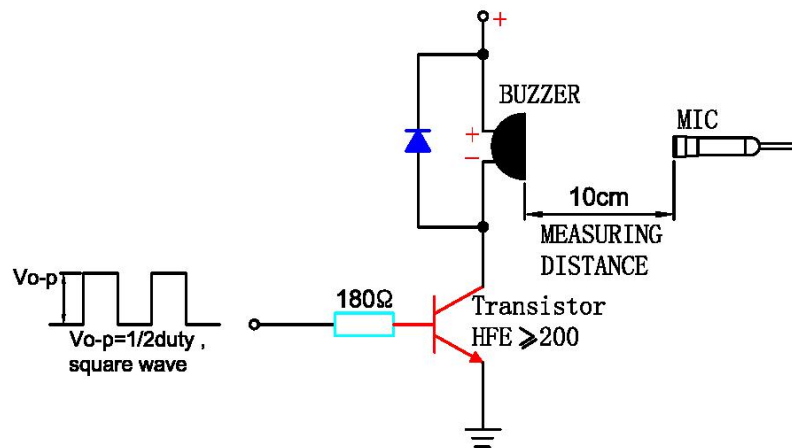 +
BUZZER
+
−
MIC
10cm
MEASURING
DISTANCE
Vo-p
Vo-p=1/2duty ,
square wave
180Ω
Transistor
HFE ≥200